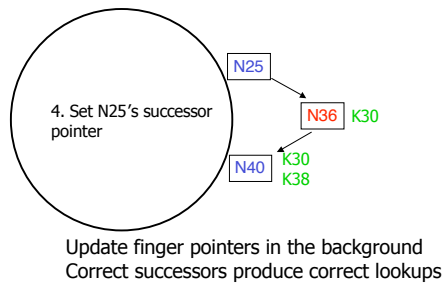 N25
4. Set N25's successor
pointer
N36 K30
N40 K30
K38
Update finger pointers in the background
Correct successors produce correct lookups